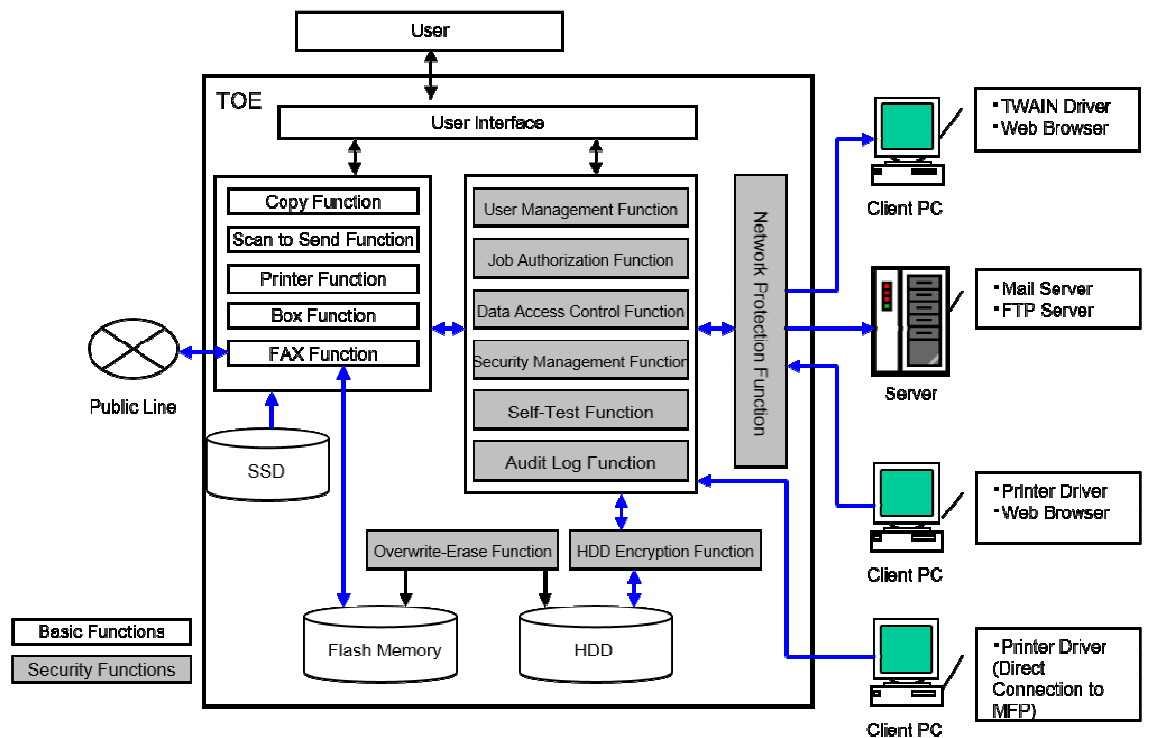 User
TOE
User Interface
Copy Function
Scan to Send Function
Printer Function
Box Function
FAX Function
User Management Function
Job Authorization Function
Data Access Control Function
Security Management Function
Self-Test Function
Audit Log Function
Network Protection Function
Public Line
SSD
Overwrite-Erase Function
HDD Encryption Function
Flash Memory
HDD
Basic Functions
Security Functions
▪TWAIN Driver
▪Web Browser
Client PC
▪Mail Server
▪FTP Server
Server
▪Printer Driver
▪Web Browser
Client PC
▪Printer Driver
(Direct
Connection to
MFP)
Client PC